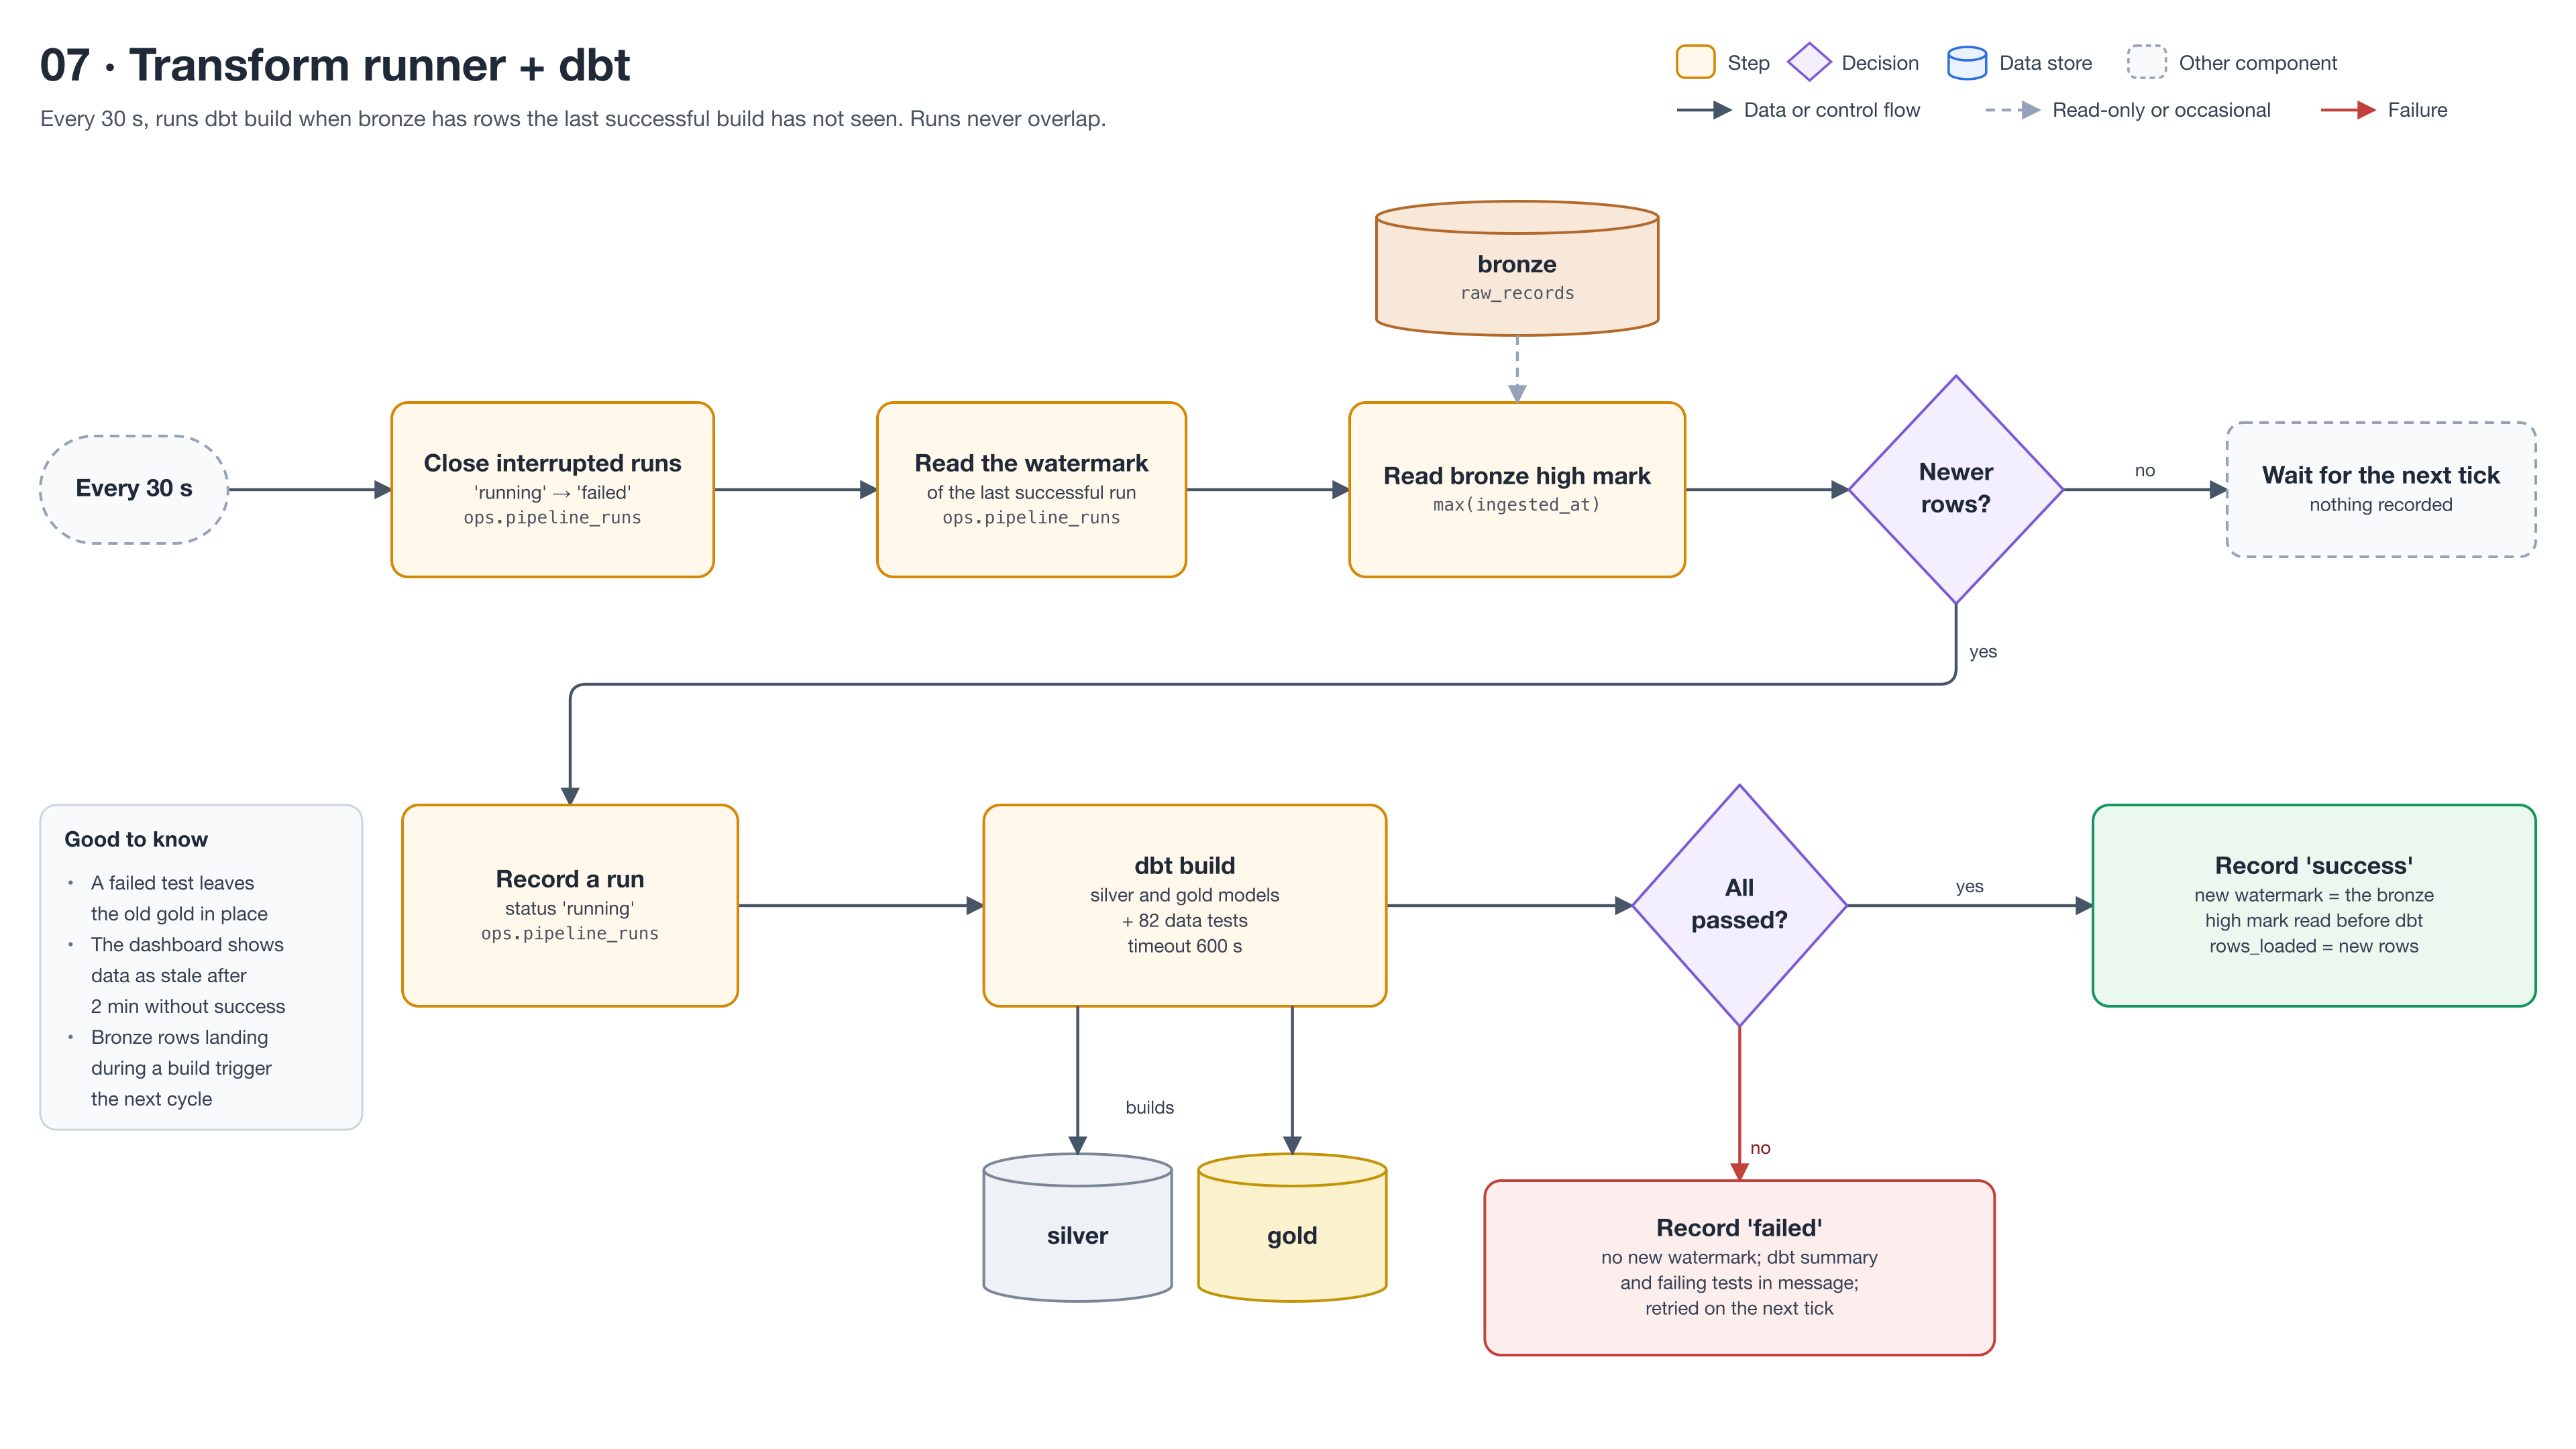 07 · Transform runner + dbt
Every 30 s, runs dbt build when bronze has rows the last successful build has not seen. Runs never overlap.
Step
Decision
Data store
Other component
Data or control flow
Read-only or occasional
Failure
bronze
raw_records
Every 30 s
Close interrupted runs
'running' → 'failed'
ops.pipeline_runs
Read the watermark
of the last successful run
ops.pipeline_runs
Read bronze high mark
max(ingested_at)
Newer
rows?
no
Wait for the next tick
nothing recorded
yes
Good to know
• A failed test leaves
the old gold in place
• The dashboard shows
data as stale after
2 min without success
• Bronze rows landing
during a build trigger
the next cycle
Record a run
status 'running'
ops.pipeline_runs
dbt build
silver and gold models
+ 82 data tests
timeout 600 s
All
passed?
yes
Record 'success'
new watermark = the bronze
high mark read before dbt
rows_loaded = new rows
builds
no
silver
gold
Record 'failed'
no new watermark; dbt summary
and failing tests in message;
retried on the next tick